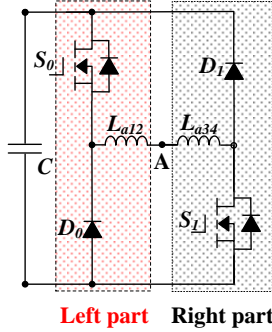 S₀
D₁
Lₐ₁₂
Lₐ₃₄
A
C
D₀
S₁
Left part
Right part